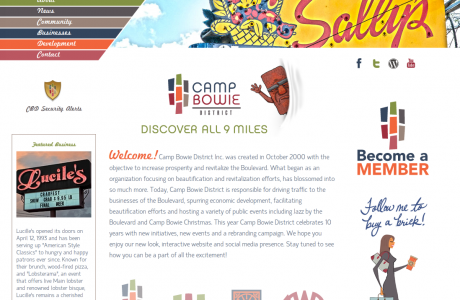 About
News
Community
Businesses
Development
Contact
Sally's
CBD Security Alerts
CAMP
BOWIE
DISTRICT
DISCOVER ALL 9 MILES
Featured Business
Lucile's
CRABFEST
FINAL WEEK
Lucile's opened its doors on
April 12, 1993 and has been
serving up "American Style
Classics" to hungry and happy
patrons ever since. Known for
their brunch, wood-fired pizza,
and "Lobsterama", an event
that offers live Main lobster
and renowned lobster bisque,
Lucile's remains a cherished
Welcome! Camp Bowie District Inc. was created in October 2000 with the
objective to increase prosperity and revitalize the Boulevard. What began as an
organization focusing on beautification and revitalization efforts, has blossomed into
so much more. Today, Camp Bowie District is responsible for driving traffic to the
businesses of the Boulevard, spurring economic development, facilitating
beautification efforts and hosting a variety of public events including Jazz by the
Boulevard and Camp Bowie Christmas. This year Camp Bowie District celebrates 10
years with new initiatives, new events and a rebranding campaign. We hope you
enjoy our new look, interactive website and social media presence. Stay tuned to see
how you can be a part of all the excitement!
Become a
MEMBER
Follow me to
buy a brick!